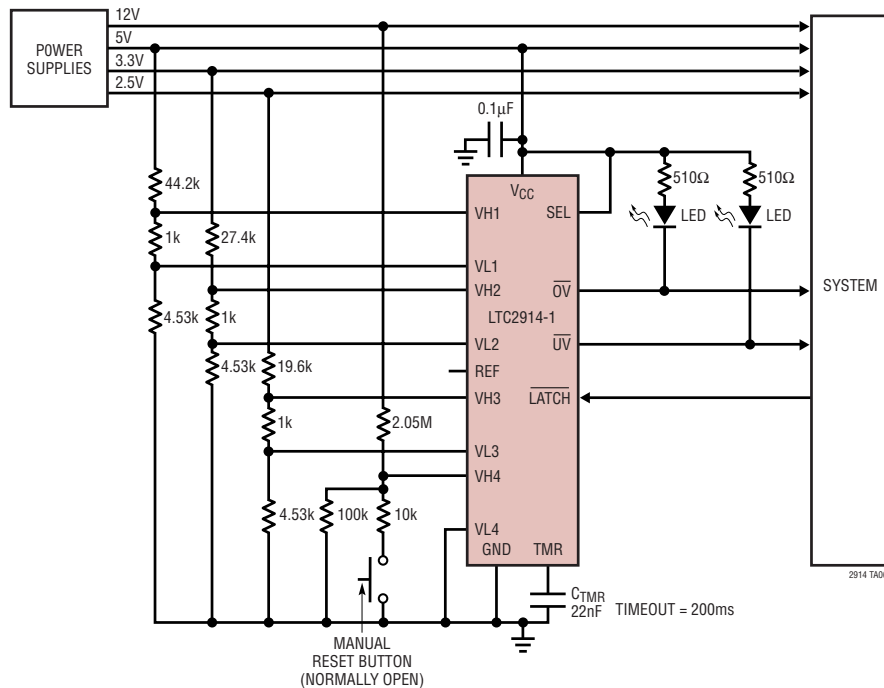 12V
5V
3.3V
2.5V
POWER
SUPPLIES
0.1µF
44.2k
1k
4.53k
27.4k
1k
4.53k
19.6k
1k
4.53k
100k
2.05M
10k
VCC
VH1
SEL
VL1
VH2
OV
LTC2914-1
VL2
UV
REF
VH3
LATCH
VL3
VH4
VL4
GND
TMR
510Ω
LED
510Ω
LED
SYSTEM
CTMR
22nF
TIMEOUT = 200ms
MANUAL
RESET BUTTON
(NORMALLY OPEN)
2914